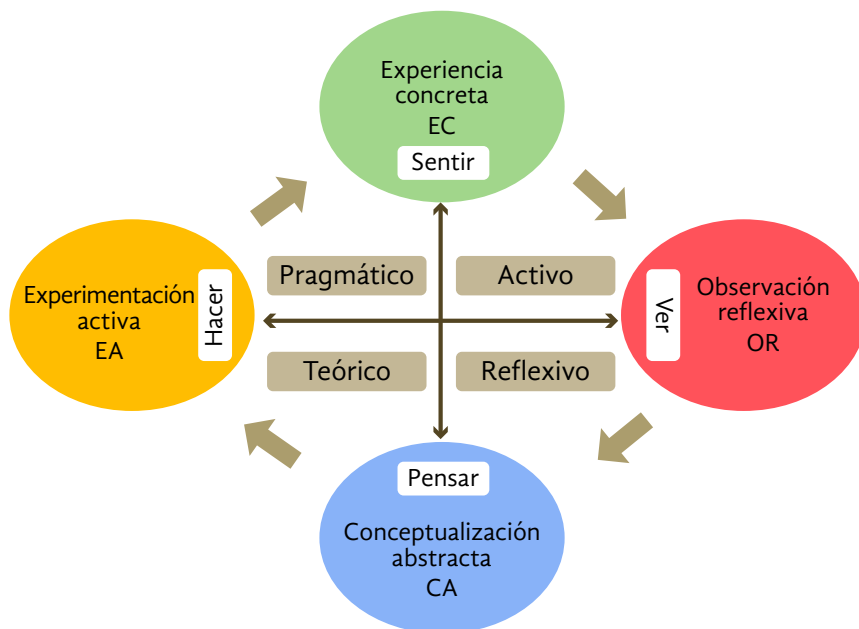 Experiencia
concreta
EC
Sentir
Pragmático
Activo
Experimentación
activa
EA
Hacer
Ver
Observación
reflexiva
OR
Teórico
Reflexivo
Pensar
Conceptualización
abstracta
CA